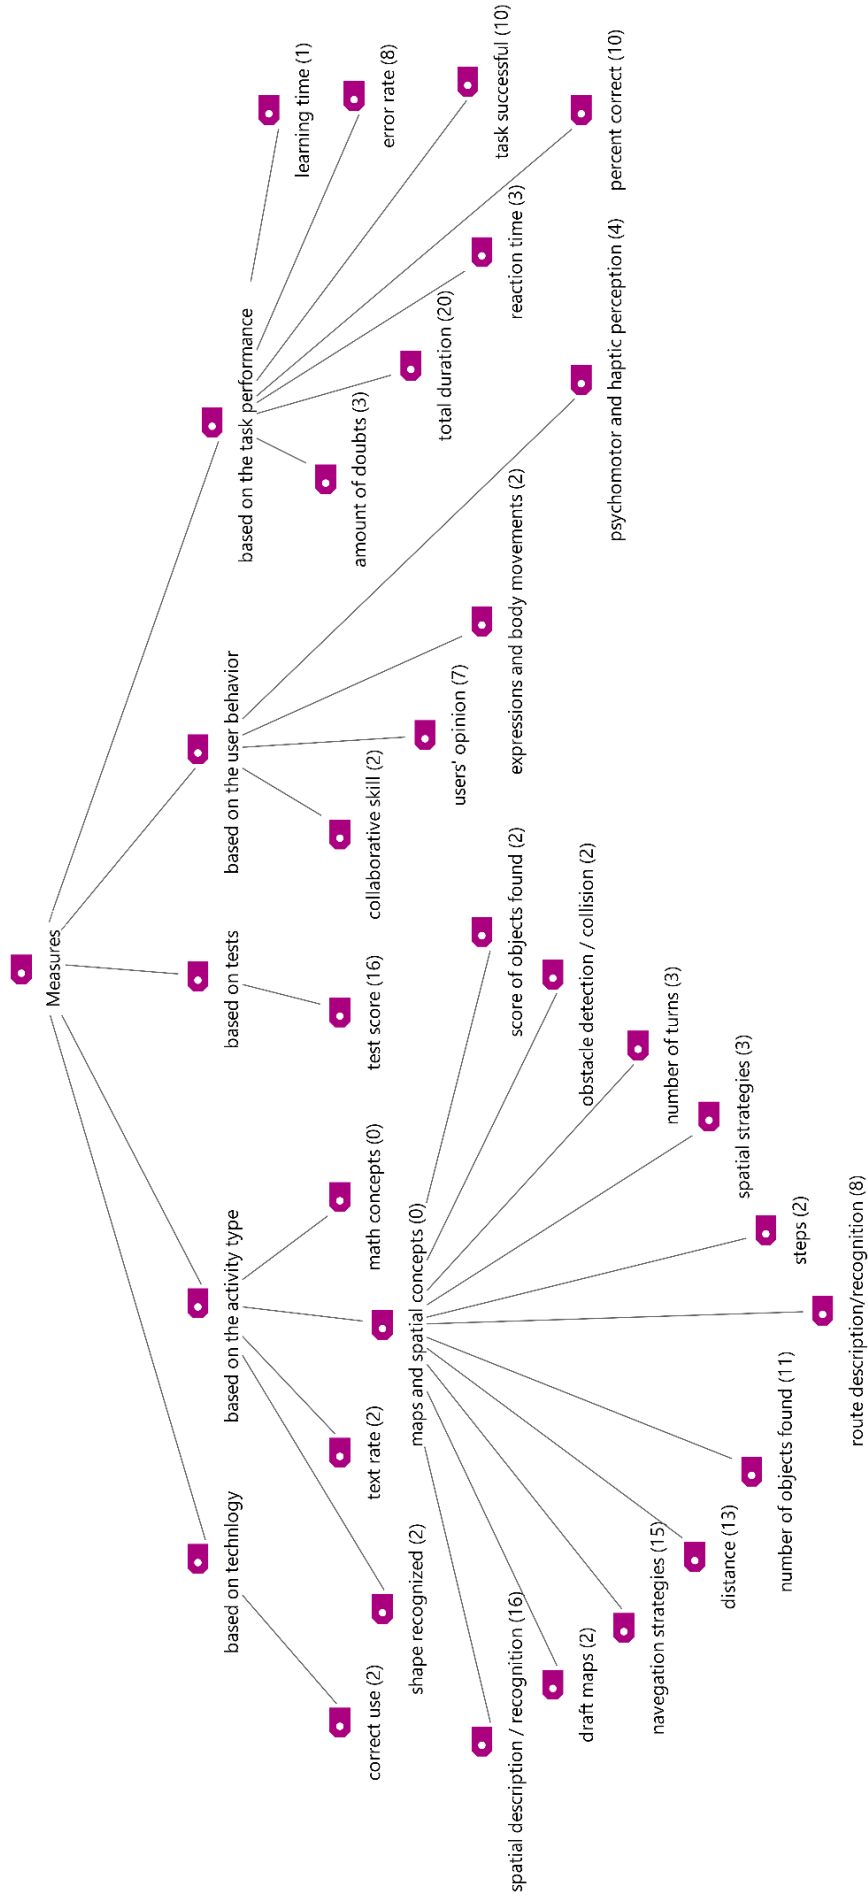 Measures
based on technlogy
based on the activity type
based on tests
based on the user behavior
based on the task performance
correct use (2)
shape recognized (2)
text rate (2)
maps and spatial concepts (0)
math concepts (0)
spatial description / recognition (16)
draft maps (2)
navegation strategies (15)
distance (13)
number of objects found (11)
route description/recognition (8)
steps (2)
spatial strategies (3)
number of turns (3)
obstacle detection / collision (2)
score of objects found (2)
test score (16)
collaborative skill (2)
users' opinion (7)
expressions and body movements (2)
psychomotor and haptic perception (4)
amount of doubts (3)
total duration (20)
reaction time (3)
percent correct (10)
task successful (10)
error rate (8)
learning time (1)